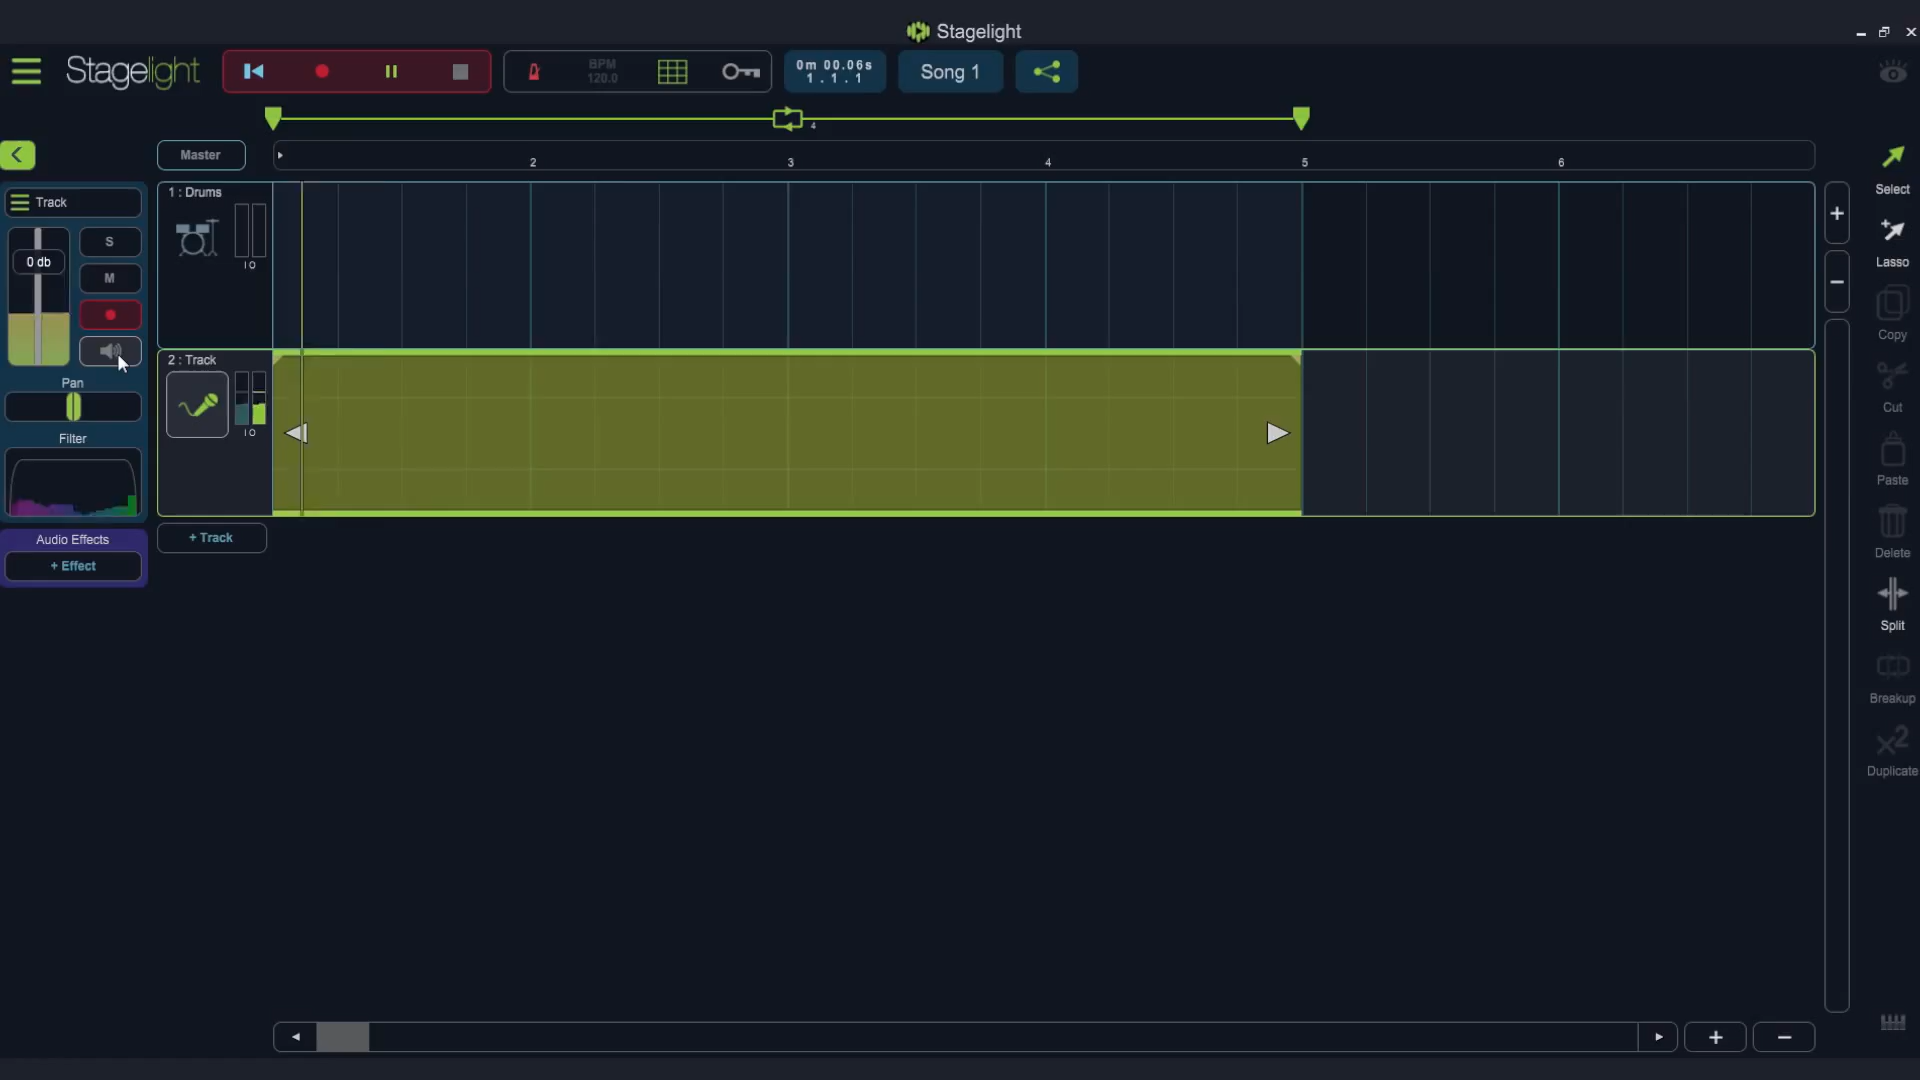 Stagelight
Stagelight
BPM
120.0
0m 00.06s
1 . 1 . 1
Song 1
4
Master
2
3
4
5
6
Track
1 : Drums
S
0 db
M
I O
2 : Track
Pan
I O
Filter
+ Track
Audio Effects
+ Effect
Select
Lasso
Copy
Cut
Paste
Delete
Split
Breakup
x2
Duplicate